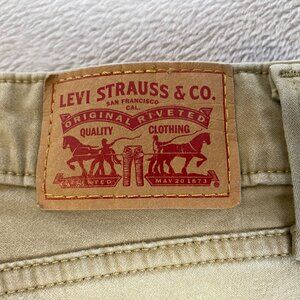 LEVI STRAUSS & CO.
SAN FRANCISCO
CAL.
ORIGINAL RIVETED
QUALITY CLOTHING
PATENTED MAY 20 1873